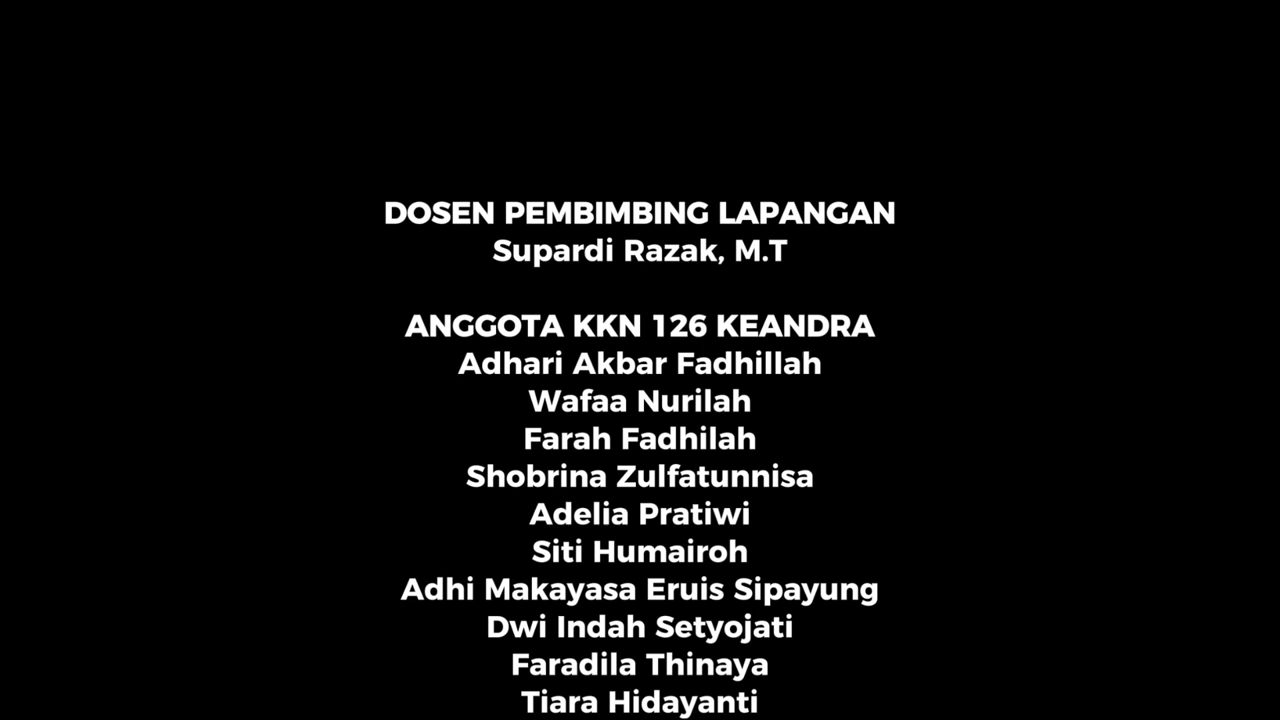 DOSEN PEMBIMBING LAPANGAN
Supardi Razak, M.T
ANGGOTA KKN 126 KEANDRA
Adhari Akbar Fadhillah
Wafaa Nurilah
Farah Fadhilah
Shobrina Zulfatunnisa
Adelia Pratiwi
Siti Humairoh
Adhi Makayasa Eruis Sipayung
Dwi Indah Setyojati
Faradila Thinaya
Tiara Hidayanti